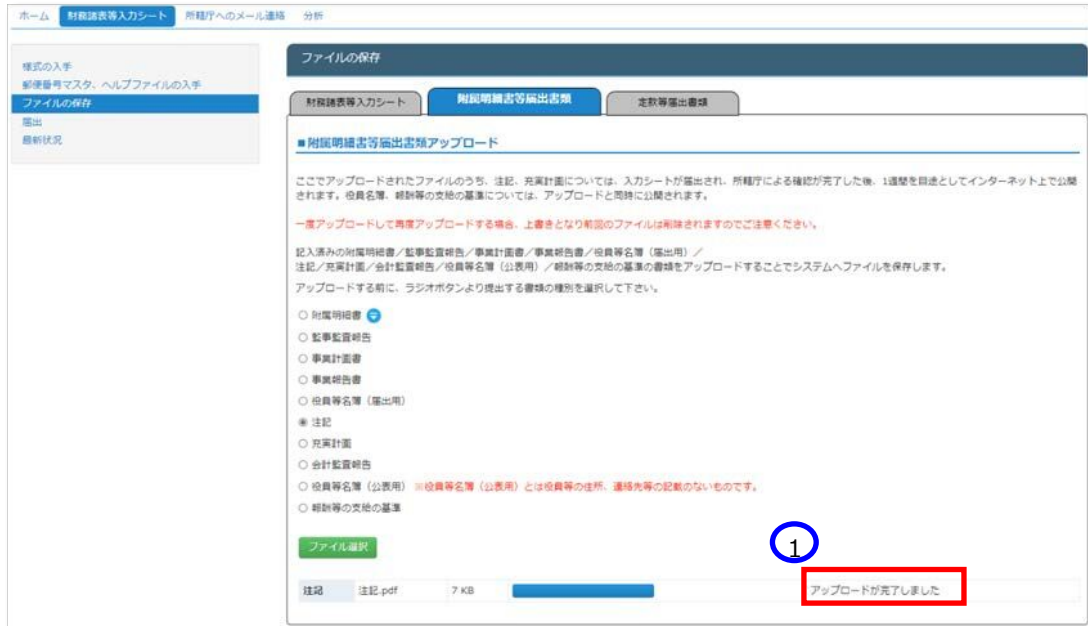 ホーム 財務諸表等入力シート 所轄庁へのメール連絡 分析
様式の入手
郵便番号マスタ、ヘルプファイルの入手
ファイルの保存
届出
最新状況
ファイルの保存
財務諸表等入力シート 附属明細書等届出書類 定款等届出書類
■附属明細書等届出書類アップロード
ここでアップロードされたファイルのうち、注記、充実計画については、入力シートが届出され、所轄庁による確認が完了した後、1週間を目途としてインターネット上で公開
されます。役員名簿、報酬等の支給の基準については、アップロードと同時に公開されます。
一度アップロードして再度アップロードする場合、上書きとなり前回のファイルは削除されますのでご注意ください。
記入済みの附属明細書／監事監査報告／事業計画書／事業報告書／役員等名簿（届出用）／
注記／充実計画／会計監査報告／役員等名簿（公表用）／報酬等の支給の基準の書類をアップロードすることでシステムへファイルを保存します。
アップロードする前に、ラジオボタンより提出する書類の種別を選択して下さい。
附属明細書
監事監査報告
事業計画書
事業報告書
役員等名簿（届出用）
注記
充実計画
会計監査報告
役員等名簿（公表用） ※役員等名簿（公表用）とは役員等の住所、連絡先等の記載のないものです。
報酬等の支給の基準
ファイル選択
1
注記 注記.pdf 7 KB アップロードが完了しました